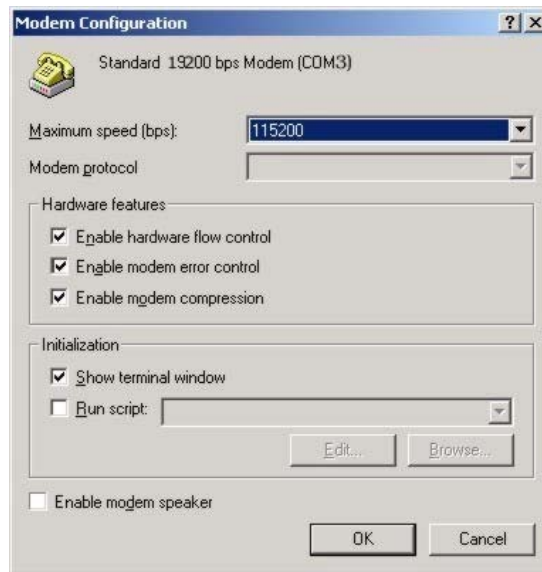 Modem Configuration
Standard 19200 bps Modem (COM3)
Maximum speed (bps): 115200
Modem protocol
Hardware features
Enable hardware flow control
Enable modem error control
Enable modem compression
Initialization
Show terminal window
Run script:
Edit... Browse...
Enable modem speaker
OK Cancel